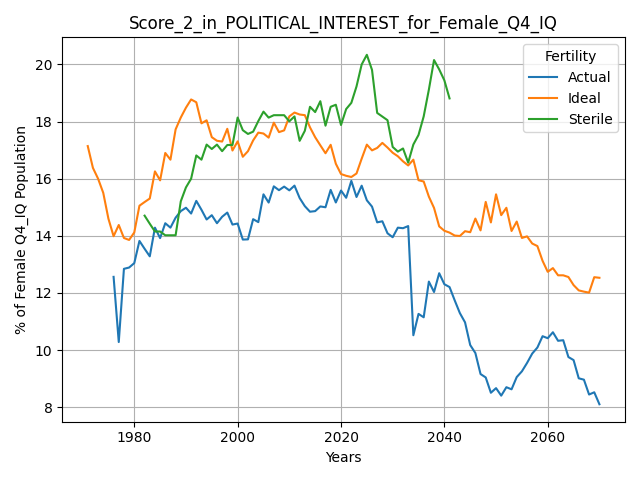 Score_2_in_POLITICAL_INTEREST_for_Female_Q4_IQ
Fertility
Actual
Ideal
Sterile
% of Female Q4_IQ Population
20
18
16
14
12
10
8
1980 2000 2020 2040 2060
Years